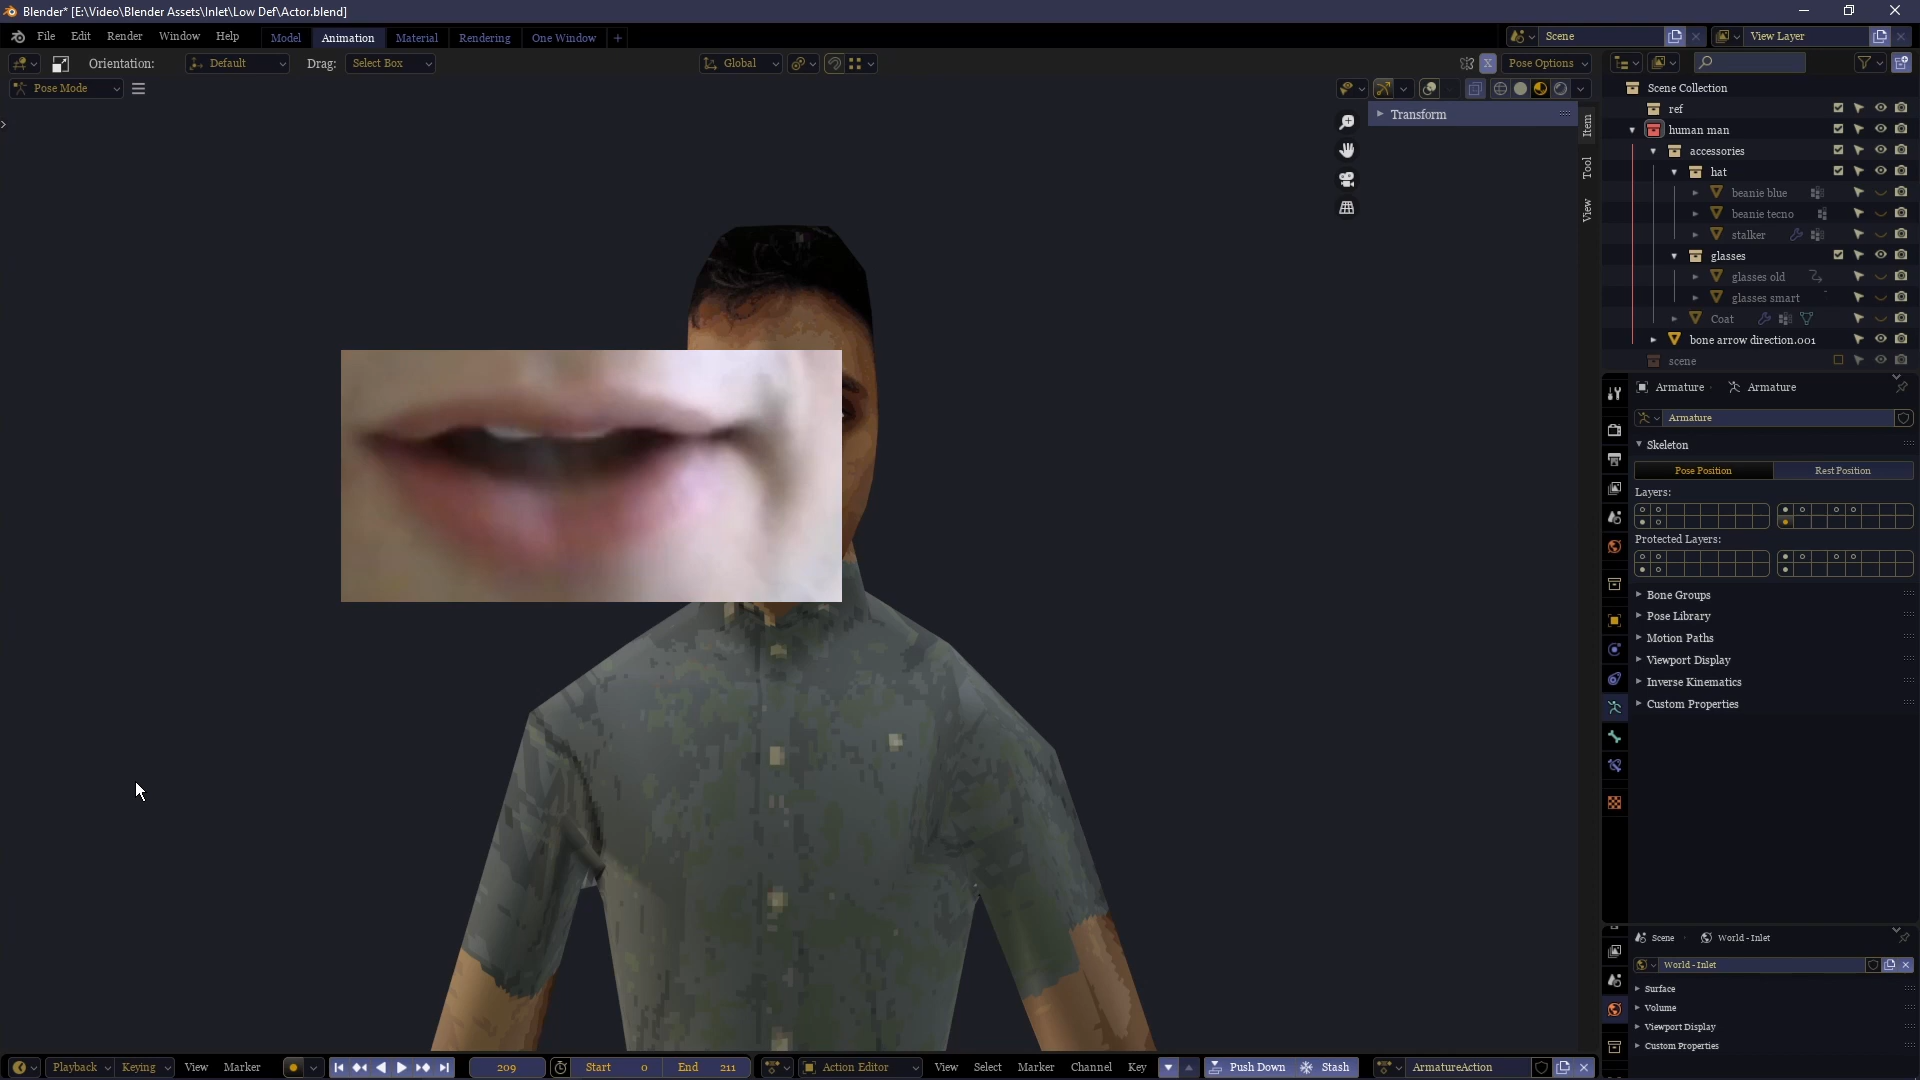 Blender* [E:\Video\Blender Assets\Inlet\Low Def\Actor.blend]
File Edit Render Window Help Model Animation Material Rendering One Window + Scene View Layer
Orientation: Default Drag: Select Box Global X Pose Options
Pose Mode
Transform
Item
Tool
View
Scene Collection
ref
human man
accessories
hat
beanie blue
beanie tecno
stalker
glasses
glasses old
glasses smart
Coat
bone arrow direction.001
scene
Armature Armature
Armature
Skeleton
Pose Position Rest Position
Layers:
Protected Layers:
Bone Groups
Pose Library
Motion Paths
Viewport Display
Inverse Kinematics
Custom Properties
Scene World - Inlet
World - Inlet
Surface
Volume
Viewport Display
Custom Properties
Playback Keying View Marker 209 Start 0 End 211 Action Editor View Select Marker Channel Key Push Down Stash ArmatureAction